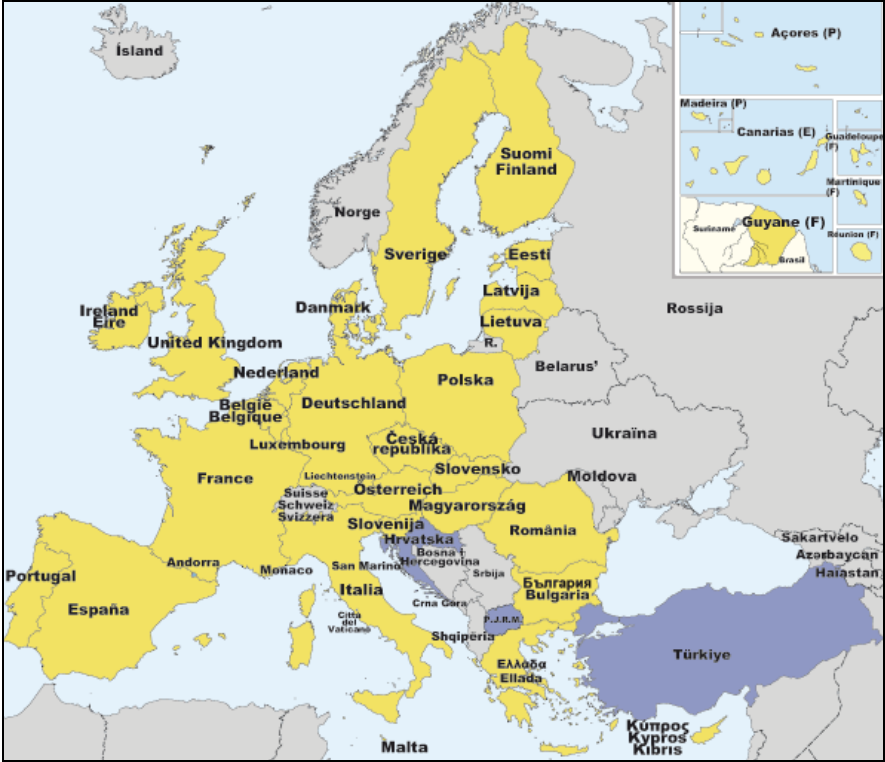 Ísland
Açores (P)
Madeira (P)
Canarias (E)
Guadeloupe
(F)
Martinique
(F)
Guyane (F)
Suriname
Brasil
Réunion (F)
Suomi
Finland
Norge
Sverige
Eesti
Latvija
Lietuva
R.
Rossija
Danmark
Ireland
Éire
United Kingdom
Nederland
België
Belgique
Deutschland
Polska
Belarus'
Luxembourg
Česká
republika
Ukraïna
France
Slovensko
Moldova
Liechtenstein
Österreich
Suisse
Schweiz
Svizzera
Magyarország
Slovenija
Hrvatska
România
Bosna i
Hercegovina
Srbija
Sakartvelo
Azərbaycan
Haïastan
Portugal
Andorra
Monaco
San Marino
España
Italia
Città
del
Vaticano
Crna Gora
България
Bulgaria
P.J.R.M.
Shqipëria
Ελλάδα
Ellada
Türkiye
Malta
Κύπρος
Kypros
Kıbrıs